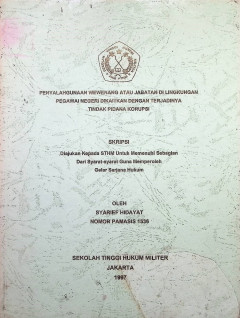 PENYALAHGUNAAN WEWENANG ATAU JABATAN DI LINGKUNGAN
PEGAWAI NEGERI DIKAITKAN DENGAN TERJADINYA
TINDAK PIDANA KORUPSI
SKRIPSI
Diajukan Kepada STHM Untuk Memenuhi Sebagian
Dari Syarat-syarat Guna Memperoleh
Gelar Sarjana Hukum
OLEH
SYARIEF HIDAYAT
NOMOR PAMASIS 1536
SEKOLAH TINGGI HUKUM MILITER
JAKARTA
1997